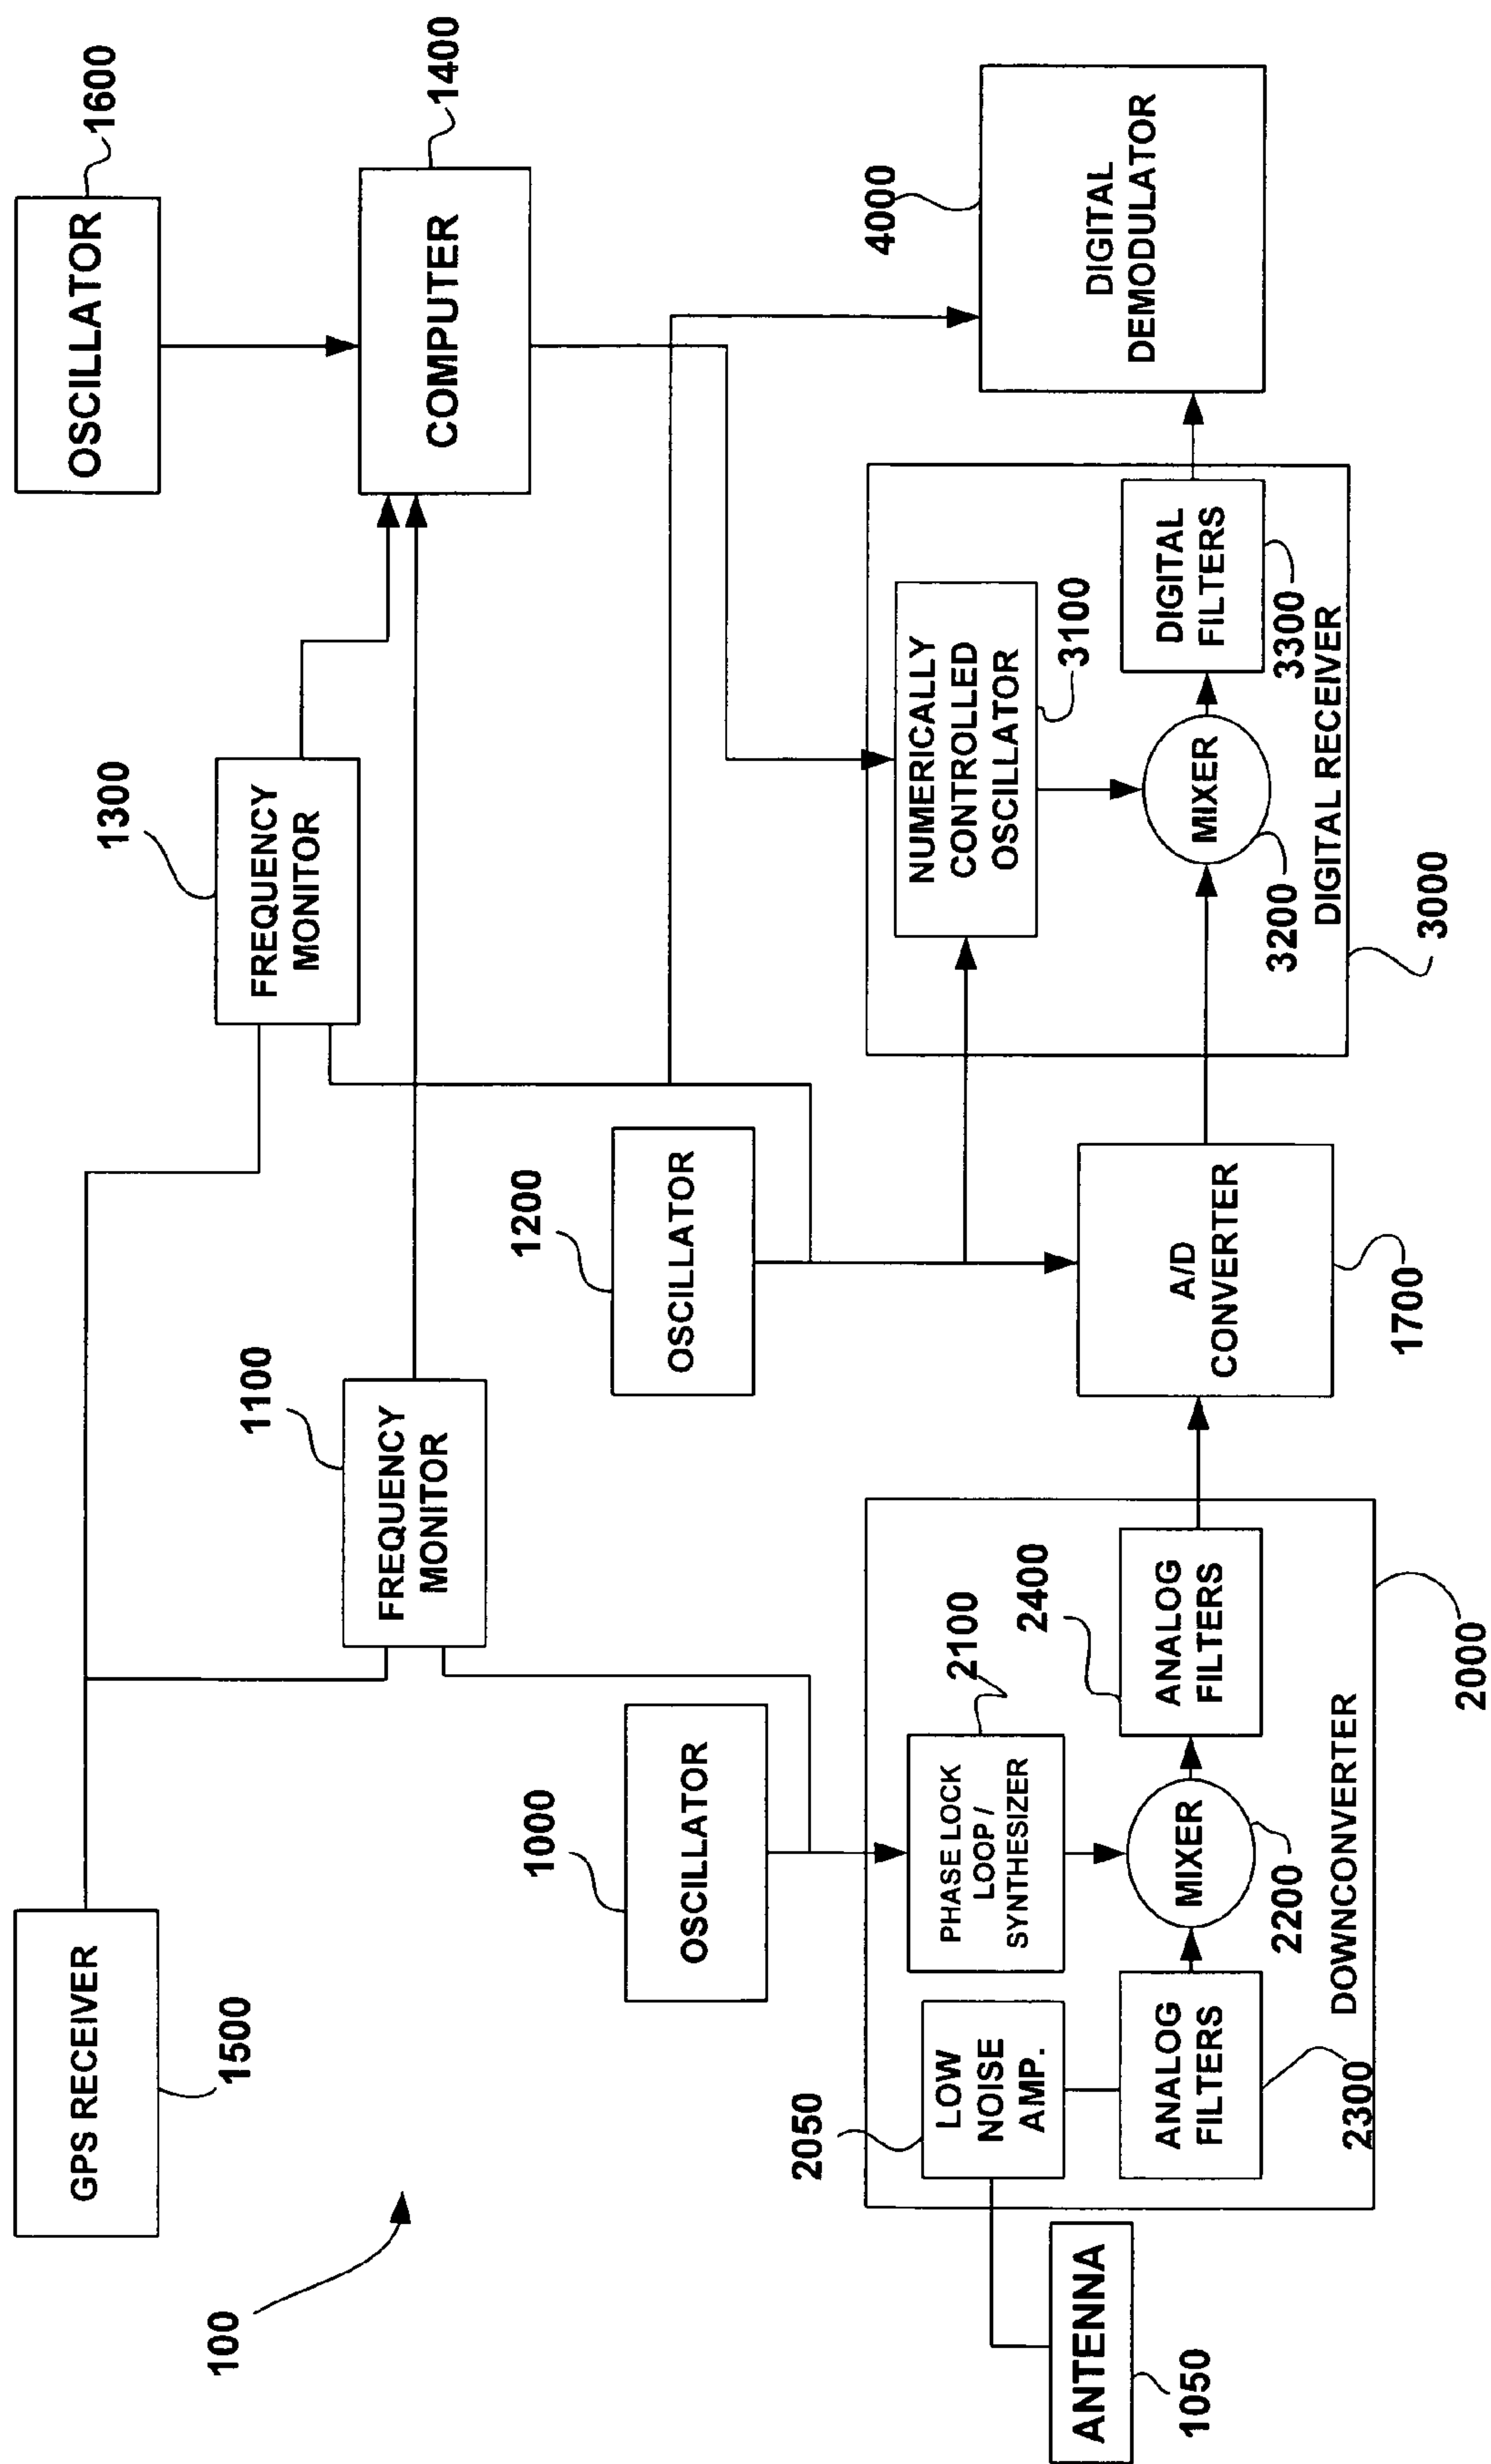 100
GPS RECEIVER
1500
FREQUENCY
MONITOR
1100
FREQUENCY
MONITOR
1300
OSCILLATOR
1600
COMPUTER
1400
OSCILLATOR
1000
OSCILLATOR
1200
ANTENNA
1050
LOW
NOISE
AMP.
2050
PHASE LOCK
LOOP /
SYNTHESIZER
2100
ANALOG
FILTERS
2300
MIXER
2200
ANALOG
FILTERS
2400
DOWNCONVERTER
2000
A/D
CONVERTER
1700
NUMERICALLY
CONTROLLED
OSCILLATOR
3100
MIXER
3200
DIGITAL
FILTERS
3300
DIGITAL RECEIVER
3000
DIGITAL
DEMODULATOR
4000